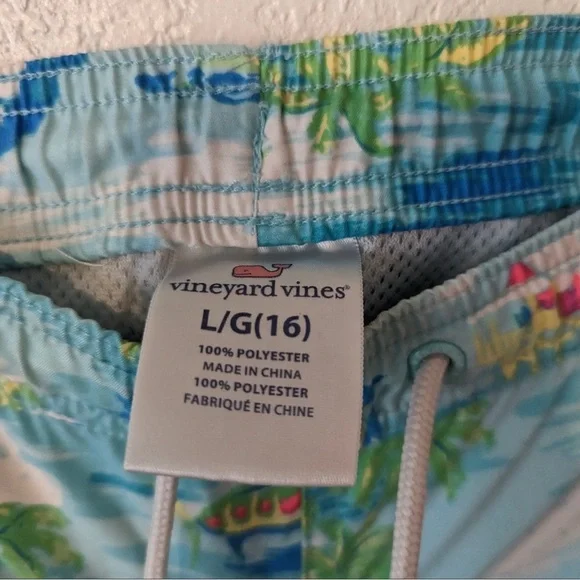 vineyard vines®
L/G(16)
100% POLYESTER
MADE IN CHINA
100% POLYESTER
FABRIQUÉ EN CHINE